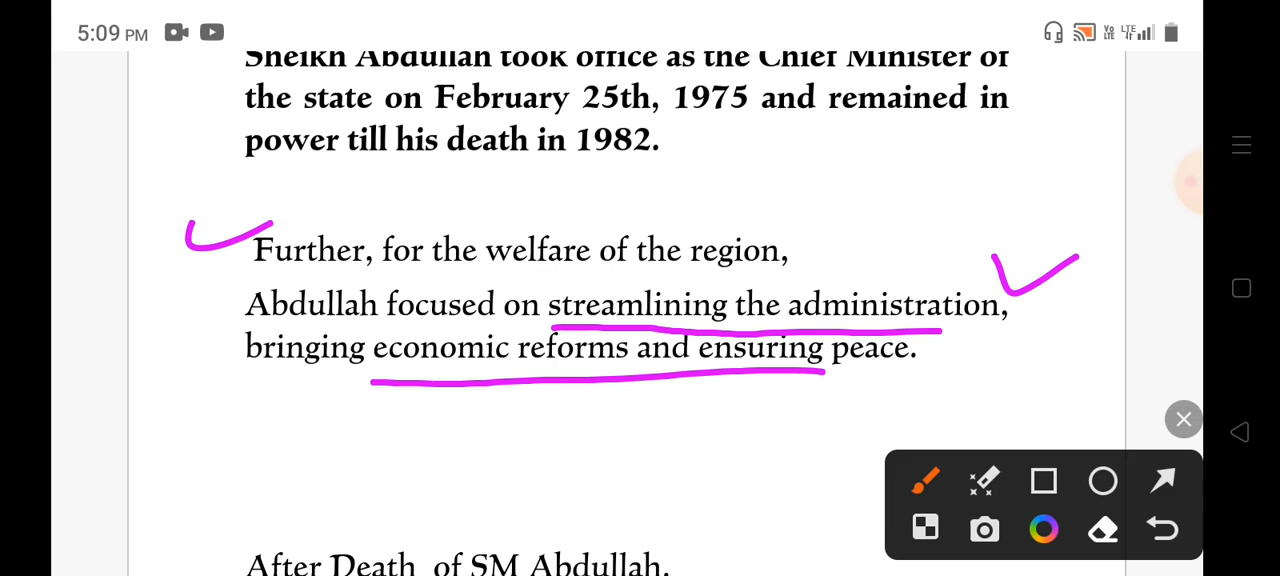 5:09 PM
Sheikh Abdullah took office as the Chief Minister of
the state on February 25th, 1975 and remained in
power till his death in 1982.
Further, for the welfare of the region,
Abdullah focused on streamlining the administration,
bringing economic reforms and ensuring peace.
After Death of SM Abdullah.